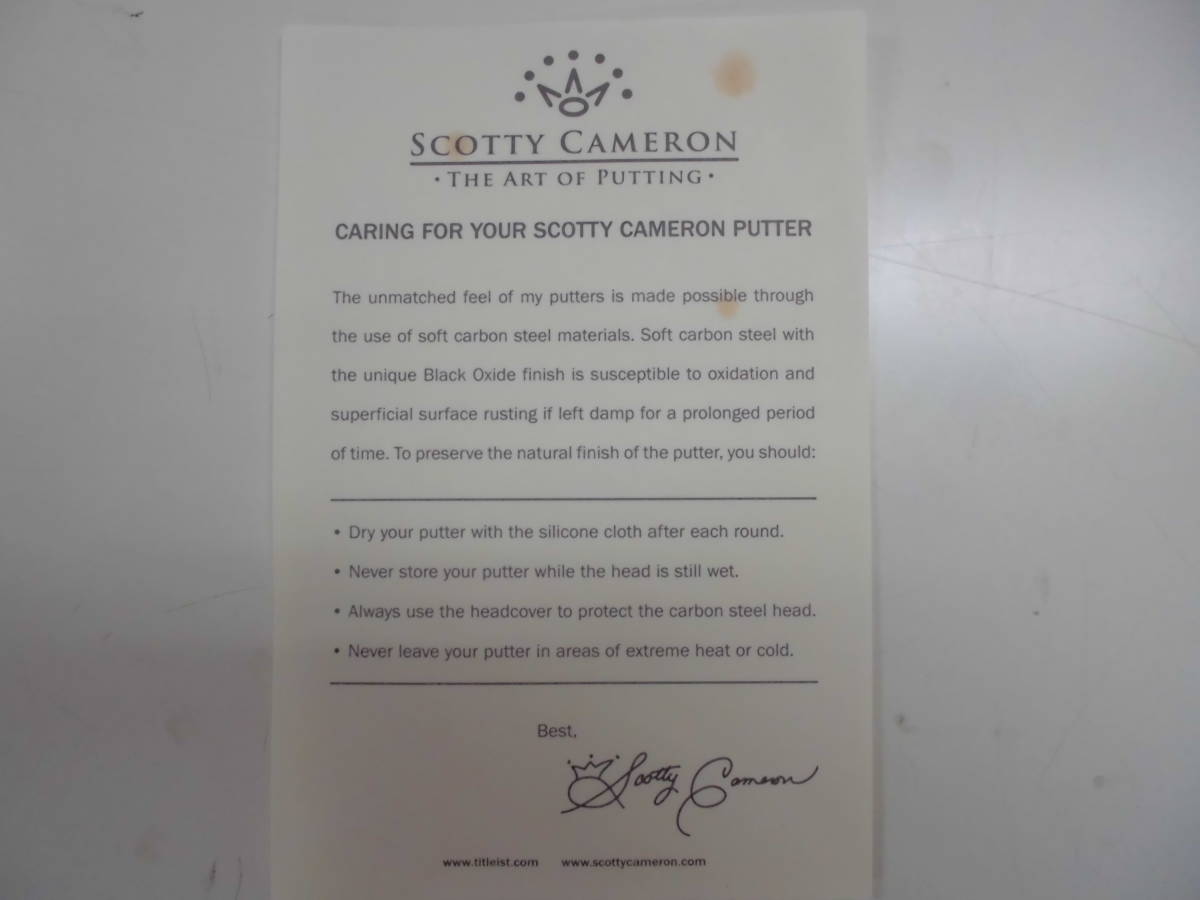 SCOTTY CAMERON
• THE ART OF PUTTING •
CARING FOR YOUR SCOTTY CAMERON PUTTER
The unmatched feel of my putters is made possible through
the use of soft carbon steel materials. Soft carbon steel with
the unique Black Oxide finish is susceptible to oxidation and
superficial surface rusting if left damp for a prolonged period
of time. To preserve the natural finish of the putter, you should:
• Dry your putter with the silicone cloth after each round.
• Never store your putter while the head is still wet.
• Always use the headcover to protect the carbon steel head.
• Never leave your putter in areas of extreme heat or cold.
Best,
Scotty Cameron
www.titleist.com www.scottycameron.com